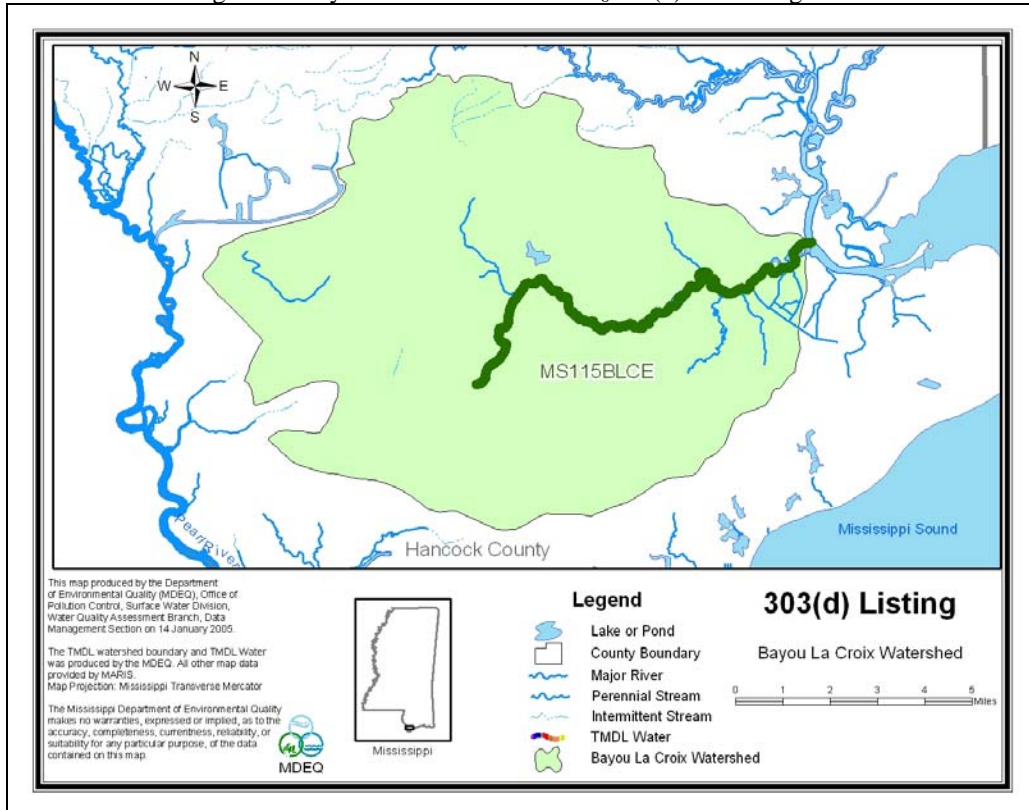 N
W E
S
MS115BLCE
Pearl River
Hancock County
Mississippi Sound
This map produced by the Department
of Environmental Quality (MDEQ), Office of
Pollution Control, Surface Water Division,
Water Quality Assessment Branch, Data
Management Section on 14 January 2005.
The TMDL watershed boundary and TMDL Water
was produced by the MDEQ. All other map data
provided by MARIS.
Map Projection: Mississippi Transverse Mercator
The Mississippi Department of Environmental Quality
makes no warranties, expressed or implied, as to the
accuracy, completeness, currentness, reliability, or
suitability for any particular purpose, of the data
contained on this map.
MDEQ
Mississippi
Legend
Lake or Pond
County Boundary
Major River
Perennial Stream
Intermittent Stream
TMDL Water
Bayou La Croix Watershed
303(d) Listing
Bayou La Croix Watershed
0 1 2 3 4 5
Miles